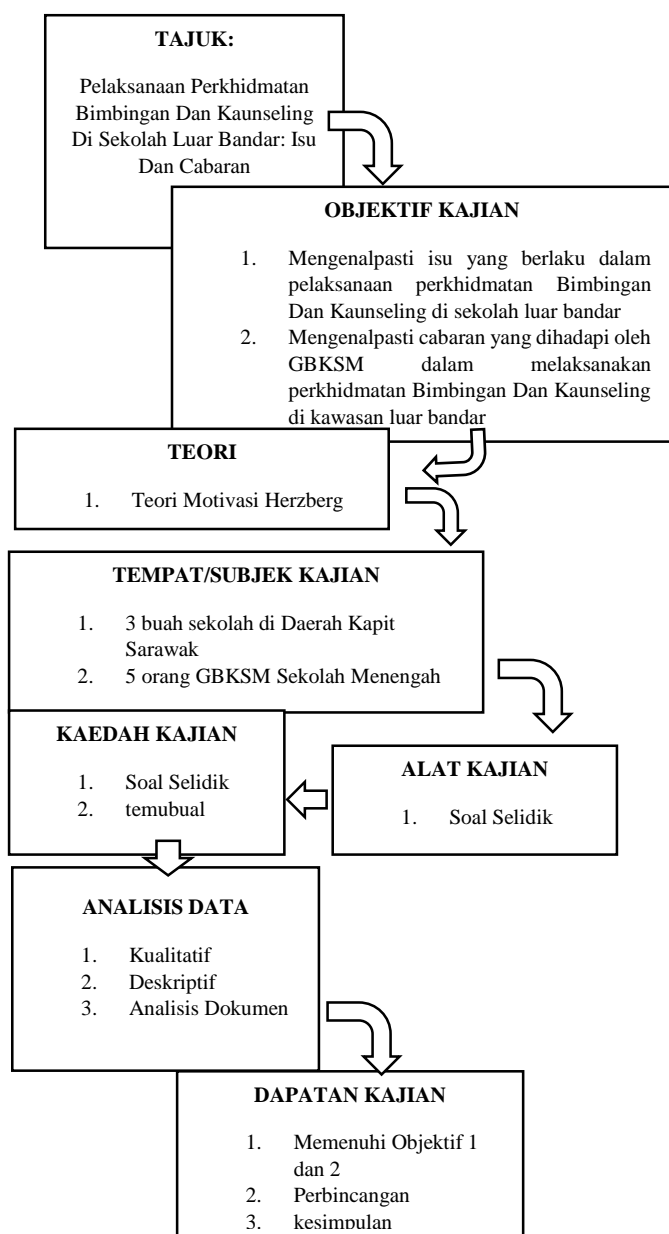 TAJUK:
Pelaksanaan Perkhidmatan
Bimbingan Dan Kaunseling
Di Sekolah Luar Bandar: Isu
Dan Cabaran
OBJEKTIF KAJIAN
1. Mengenalpasti isu yang berlaku dalam
pelaksanaan perkhidmatan Bimbingan
Dan Kaunseling di sekolah luar bandar
2. Mengenalpasti cabaran yang dihadapi oleh
GBKSM dalam melaksanakan
perkhidmatan Bimbingan Dan Kaunseling
di kawasan luar bandar
TEORI
1. Teori Motivasi Herzberg
TEMPAT/SUBJEK KAJIAN
1. 3 buah sekolah di Daerah Kapit
Sarawak
2. 5 orang GBKSM Sekolah Menengah
KAEDAH KAJIAN
1. Soal Selidik
2. temubual
ALAT KAJIAN
1. Soal Selidik
ANALISIS DATA
1. Kualitatif
2. Deskriptif
3. Analisis Dokumen
DAPATAN KAJIAN
1. Memenuhi Objektif 1
dan 2
2. Perbincangan
3. kesimpulan